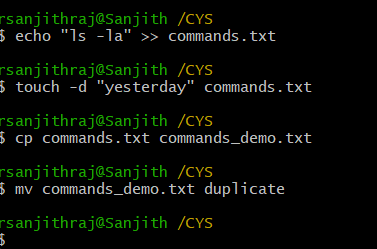 rsanjithraj@Sanjith /CYS
$ echo "ls -la" >> commands.txt
rsanjithraj@Sanjith /CYS
$ touch -d "yesterday" commands.txt
rsanjithraj@Sanjith /CYS
$ cp commands.txt commands_demo.txt
rsanjithraj@Sanjith /CYS
$ mv commands_demo.txt duplicate
rsanjithraj@Sanjith /CYS
$